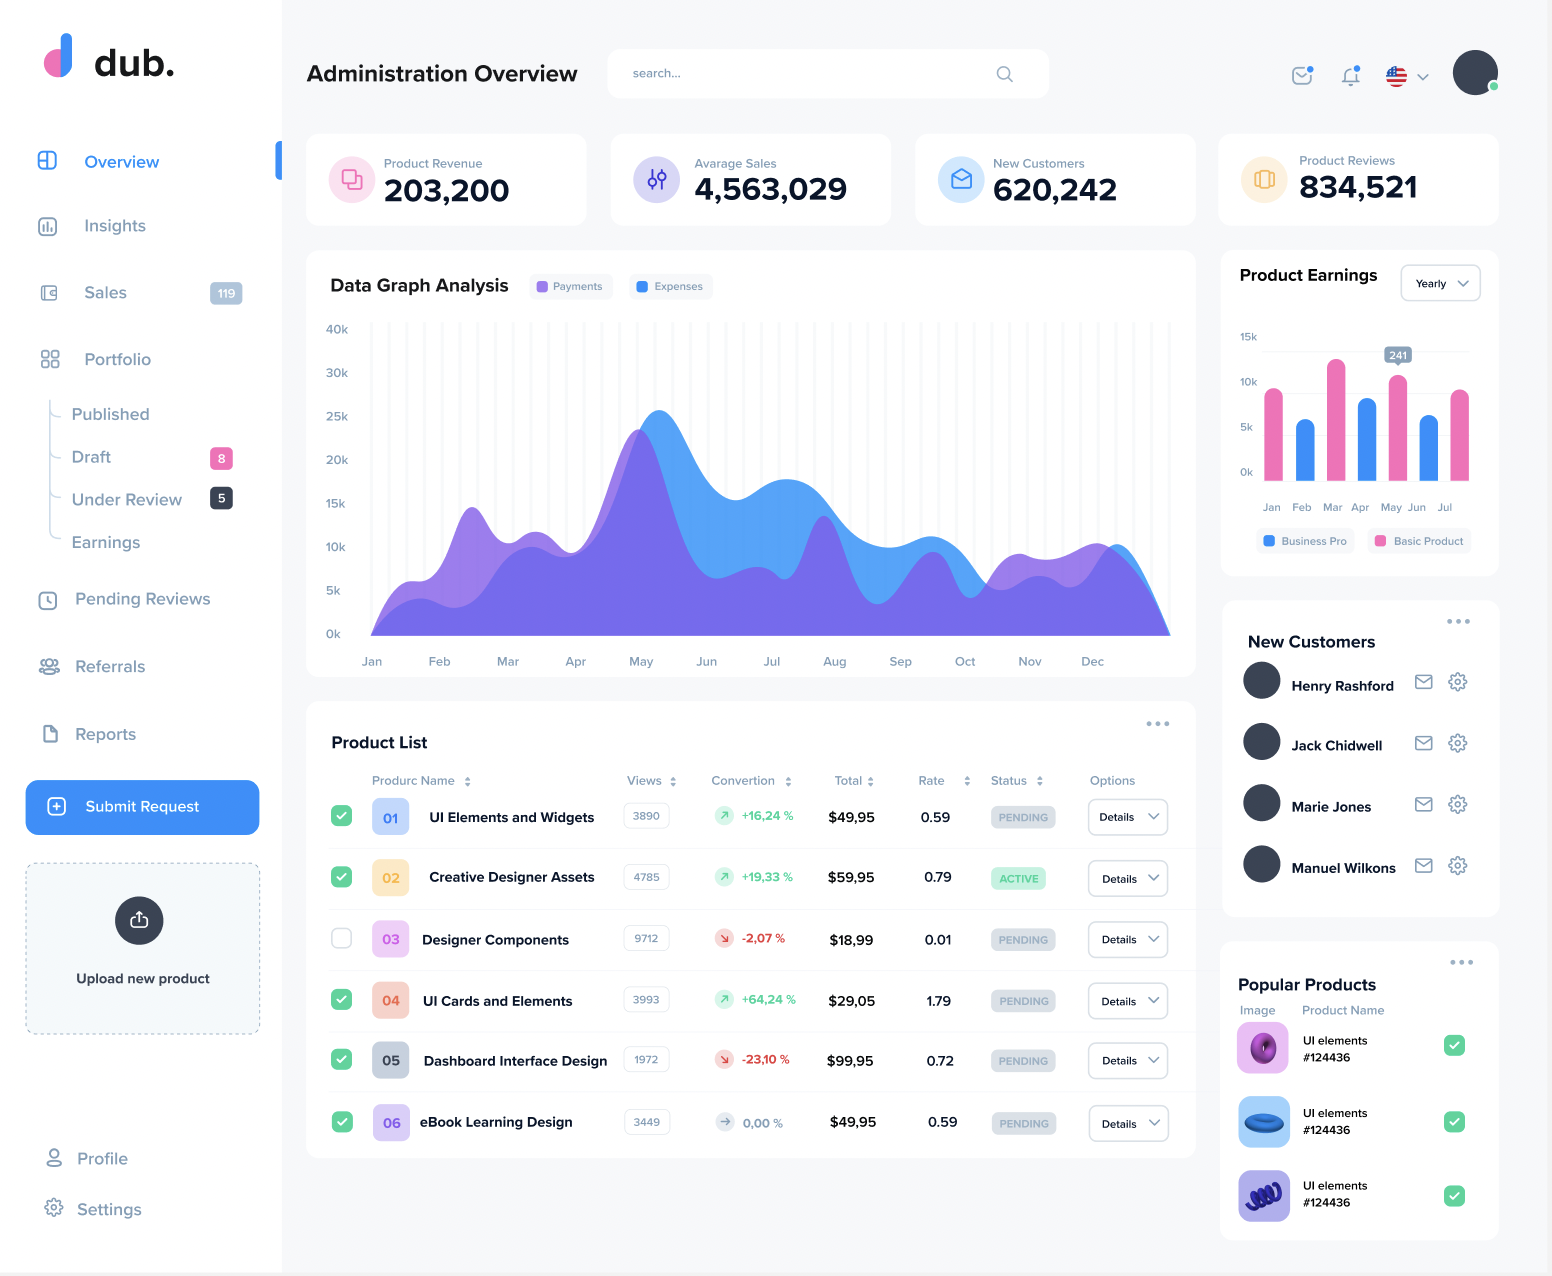 dub.
Overview
Insights
Sales 119
Portfolio
Published
Draft 8
Under Review 5
Earnings
Pending Reviews
Referrals
Reports
Submit Request
Upload new product
Profile
Settings
Administration Overview
search...
Product Revenue
203,200
Avarage Sales
4,563,029
New Customers
620,242
Product Reviews
834,521
Data Graph Analysis Payments Expenses
40k
30k
25k
20k
15k
10k
5k
0k
Jan Feb Mar Apr May Jun Jul Aug Sep Oct Nov Dec
Product Earnings Yearly
15k
241
10k
5k
0k
Jan Feb Mar Apr May Jun Jul
Business Pro Basic Product
Product List
Produrc Name Views Convertion Total Rate Status Options
01 UI Elements and Widgets 3890 +16,24 % $49,95 0.59 PENDING Details
02 Creative Designer Assets 4785 +19,33 % $59,95 0.79 ACTIVE Details
03 Designer Components 9712 -2,07 % $18,99 0.01 PENDING Details
04 UI Cards and Elements 3993 +64,24 % $29,05 1.79 PENDING Details
05 Dashboard Interface Design 1972 -23,10 % $99,95 0.72 PENDING Details
06 eBook Learning Design 3449 0,00 % $49,95 0.59 PENDING Details
New Customers
Henry Rashford
Jack Chidwell
Marie Jones
Manuel Wilkons
Popular Products
Image Product Name
UI elements
#124436
UI elements
#124436
UI elements
#124436